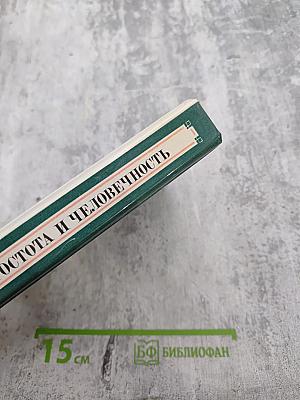 ОСТОТА И ЧЕЛОВЕЧНОСТЬ
15 см БФ БИБЛИОФАН